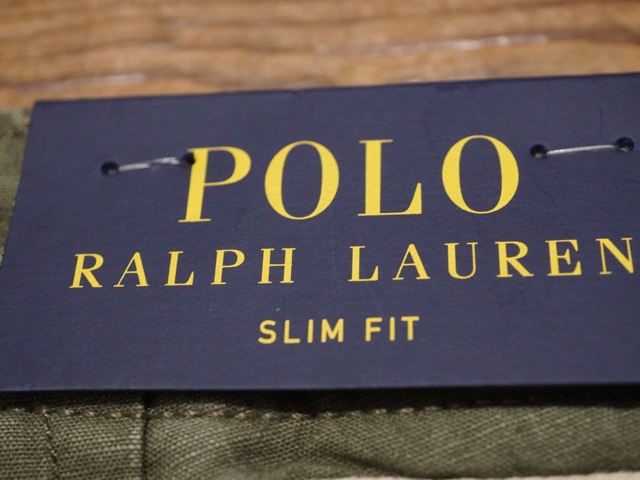 POLO
RALPH LAUREN
SLIM FIT